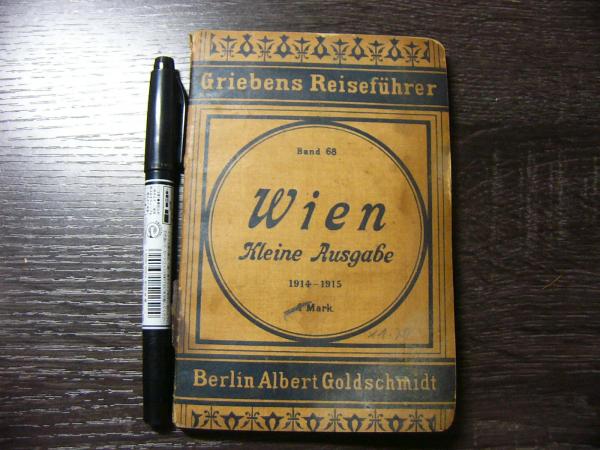 Griebens Reiseführer
Band 68
Wien
Kleine Ausgabe
1914-1915
Mark.
Berlin Albert Goldschmidt